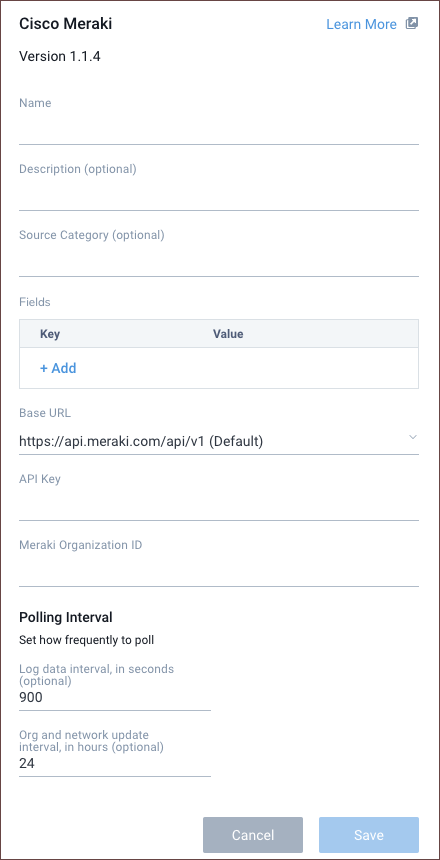 Cisco Meraki
Learn More
Version 1.1.4
Name
Description (optional)
Source Category (optional)
Fields
Key Value
+ Add
Base URL
https://api.meraki.com/api/v1 (Default)
API Key
Meraki Organization ID
Polling Interval
Set how frequently to poll
Log data interval, in seconds
(optional)
900
Org and network update
interval, in hours (optional)
24
Cancel Save